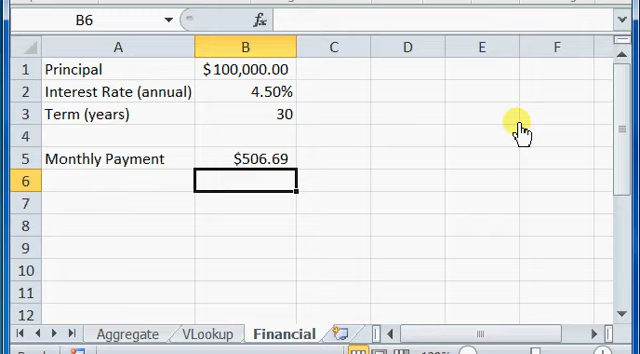 B6 fx
A B C D E F
1 Principal $100,000.00
2 Interest Rate (annual) 4.50%
3 Term (years) 30
4
5 Monthly Payment $506.69
6
7
8
9
10
11
12
Aggregate VLookup Financial